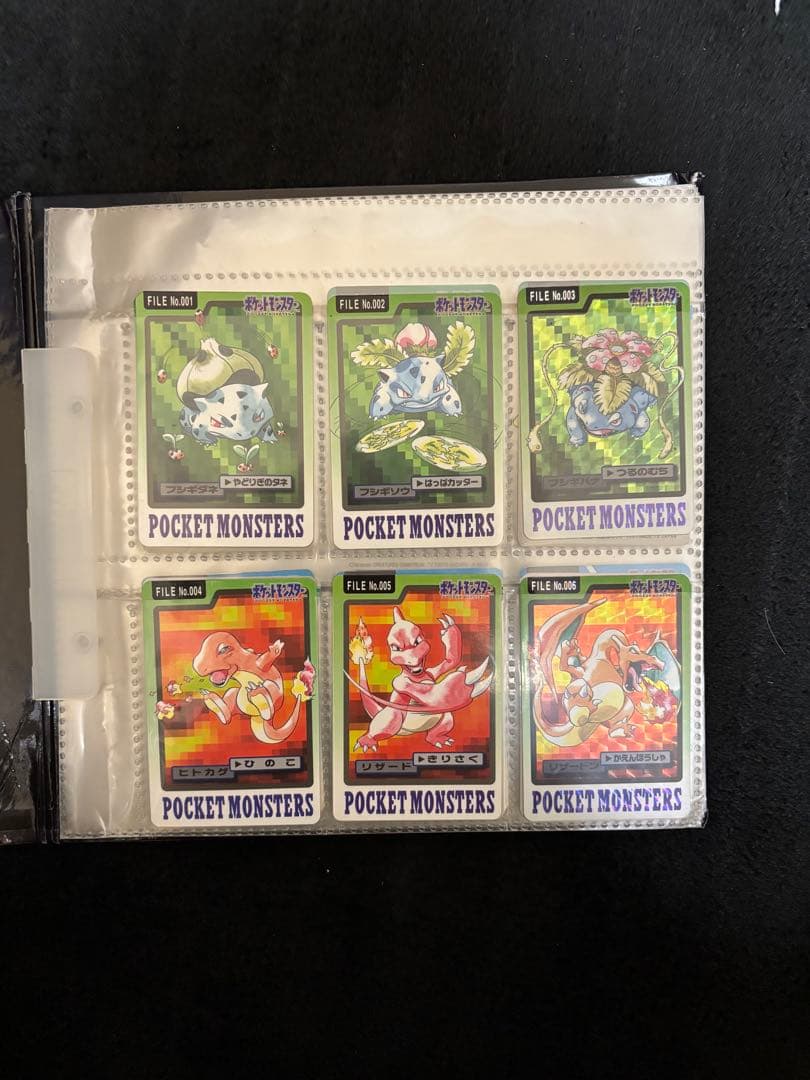 FILE No.001
ポケットモンスター
フシギダネ
▶やどりぎのタネ
POCKET MONSTERS
FILE No.002
ポケットモンスター
フシギソウ
▶はっぱカッター
POCKET MONSTERS
FILE No.003
ポケットモンスター
フシギバナ
▶つるのむち
POCKET MONSTERS
FILE No.004
ポケットモンスター
ヒトカゲ
▶ひのこ
POCKET MONSTERS
FILE No.005
ポケットモンスター
リザード
▶きりさく
POCKET MONSTERS
FILE No.006
ポケットモンスター
リザードン
▶かえんほうしゃ
POCKET MONSTERS